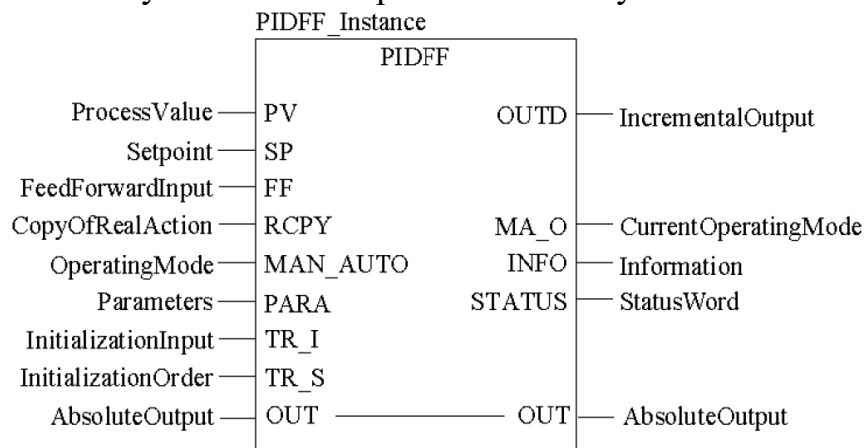 PIDFF_Instance
PIDFF
ProcessValue PV OUTD IncrementalOutput
Setpoint SP
FeedForwardInput FF
CopyOfRealAction RCPY MA_O CurrentOperatingMode
OperatingMode MAN_AUTO INFO Information
Parameters PARA STATUS StatusWord
InitializationInput TR_I
InitializationOrder TR_S
AbsoluteOutput OUT OUT AbsoluteOutput